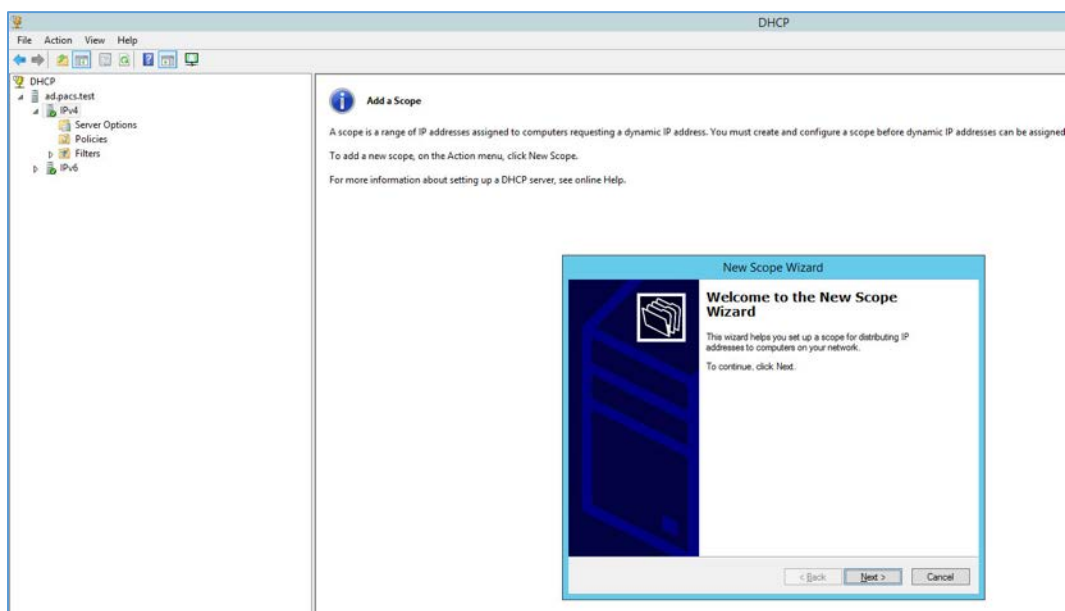 DHCP
File Action View Help
DHCP
ad.pacs.test
IPv4
Server Options
Policies
Filters
IPv6
Add a Scope
A scope is a range of IP addresses assigned to computers requesting a dynamic IP address. You must create and configure a scope before dynamic IP addresses can be assigned
To add a new scope, on the Action menu, click New Scope.
For more information about setting up a DHCP server, see online Help.
New Scope Wizard
Welcome to the New Scope
Wizard
This wizard helps you set up a scope for distributing IP
addresses to computers on your network.
To continue, click Next.
< Back Next > Cancel